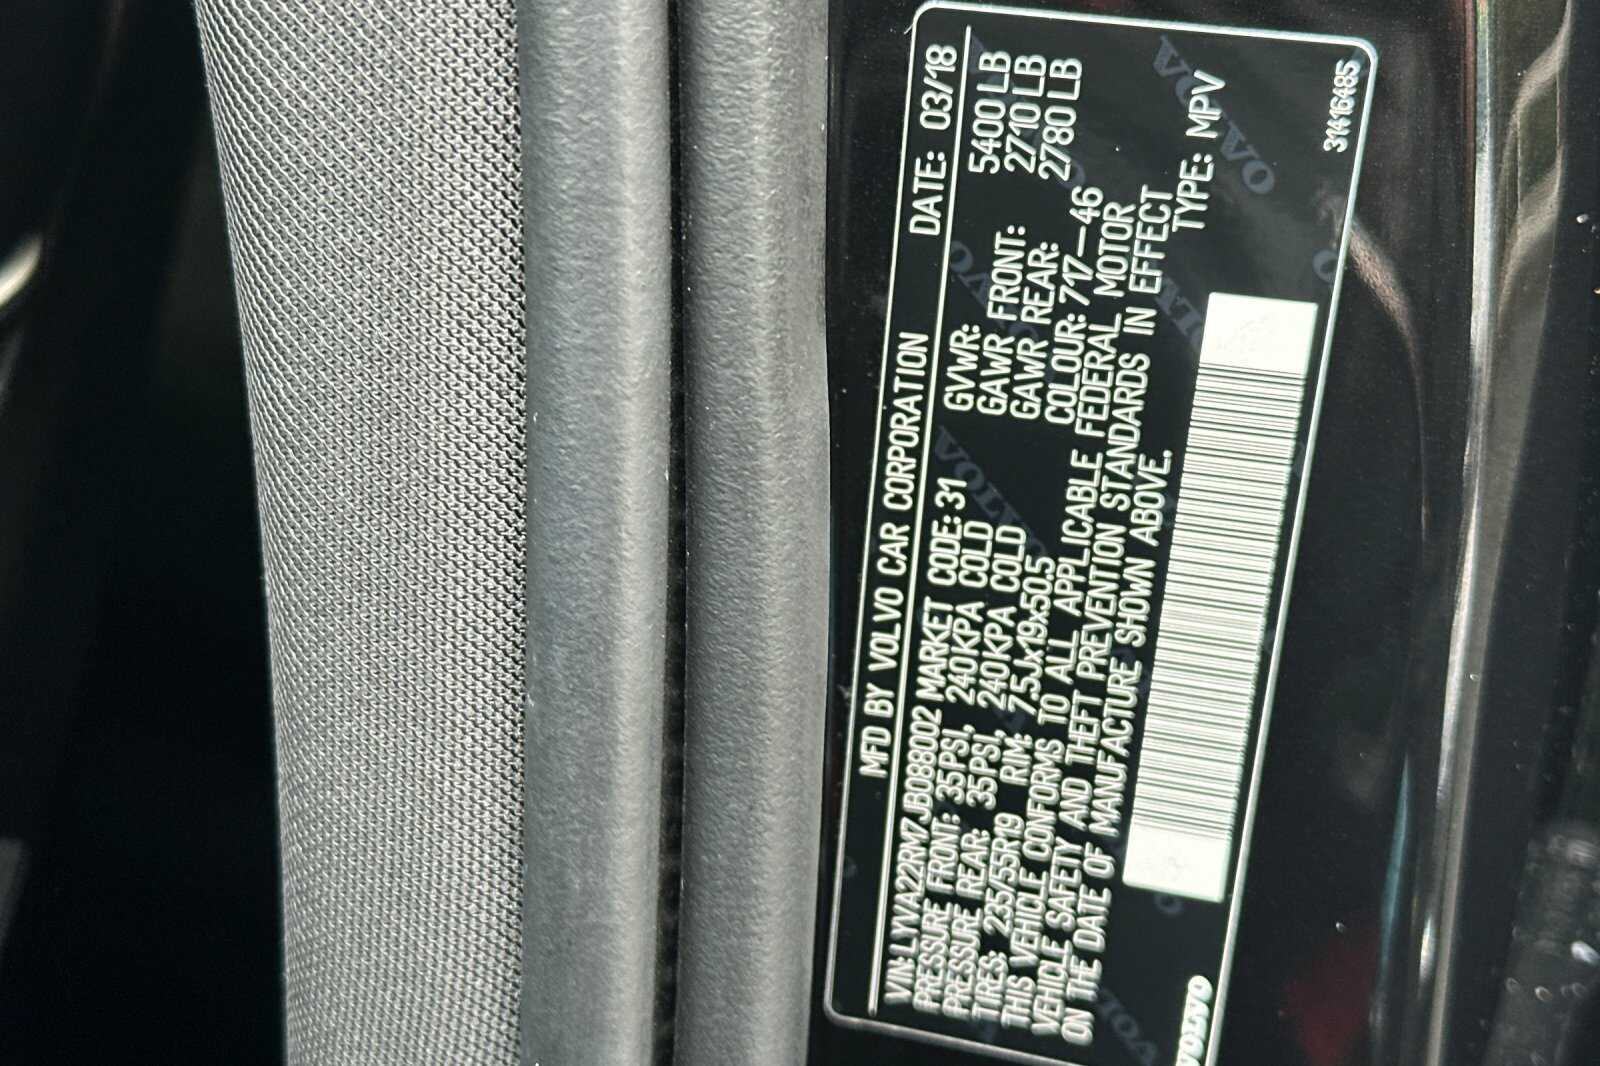 MFD BY VOLVO CAR CORPORATION DATE: 03/18
VIN: LYVA22RM7JB088002 MARKET CODE: 31 GVWR: 5400 LB
PRESSURE FRONT: 35PSI, 240KPA COLD GAWR FRONT: 2710 LB
PRESSURE REAR: 35PSI, 240KPA COLD GAWR REAR: 2780 LB
TIRES: 235/55R19 RIM: 7.5Jx19x50.5 COLOUR: 717-46
THIS VEHICLE CONFORMS TO ALL APPLICABLE FEDERAL MOTOR
VEHICLE SAFETY AND THEFT PREVENTION STANDARDS IN EFFECT
ON THE DATE OF MANUFACTURE SHOWN ABOVE.
TYPE: MPV
VOLVO
31416485